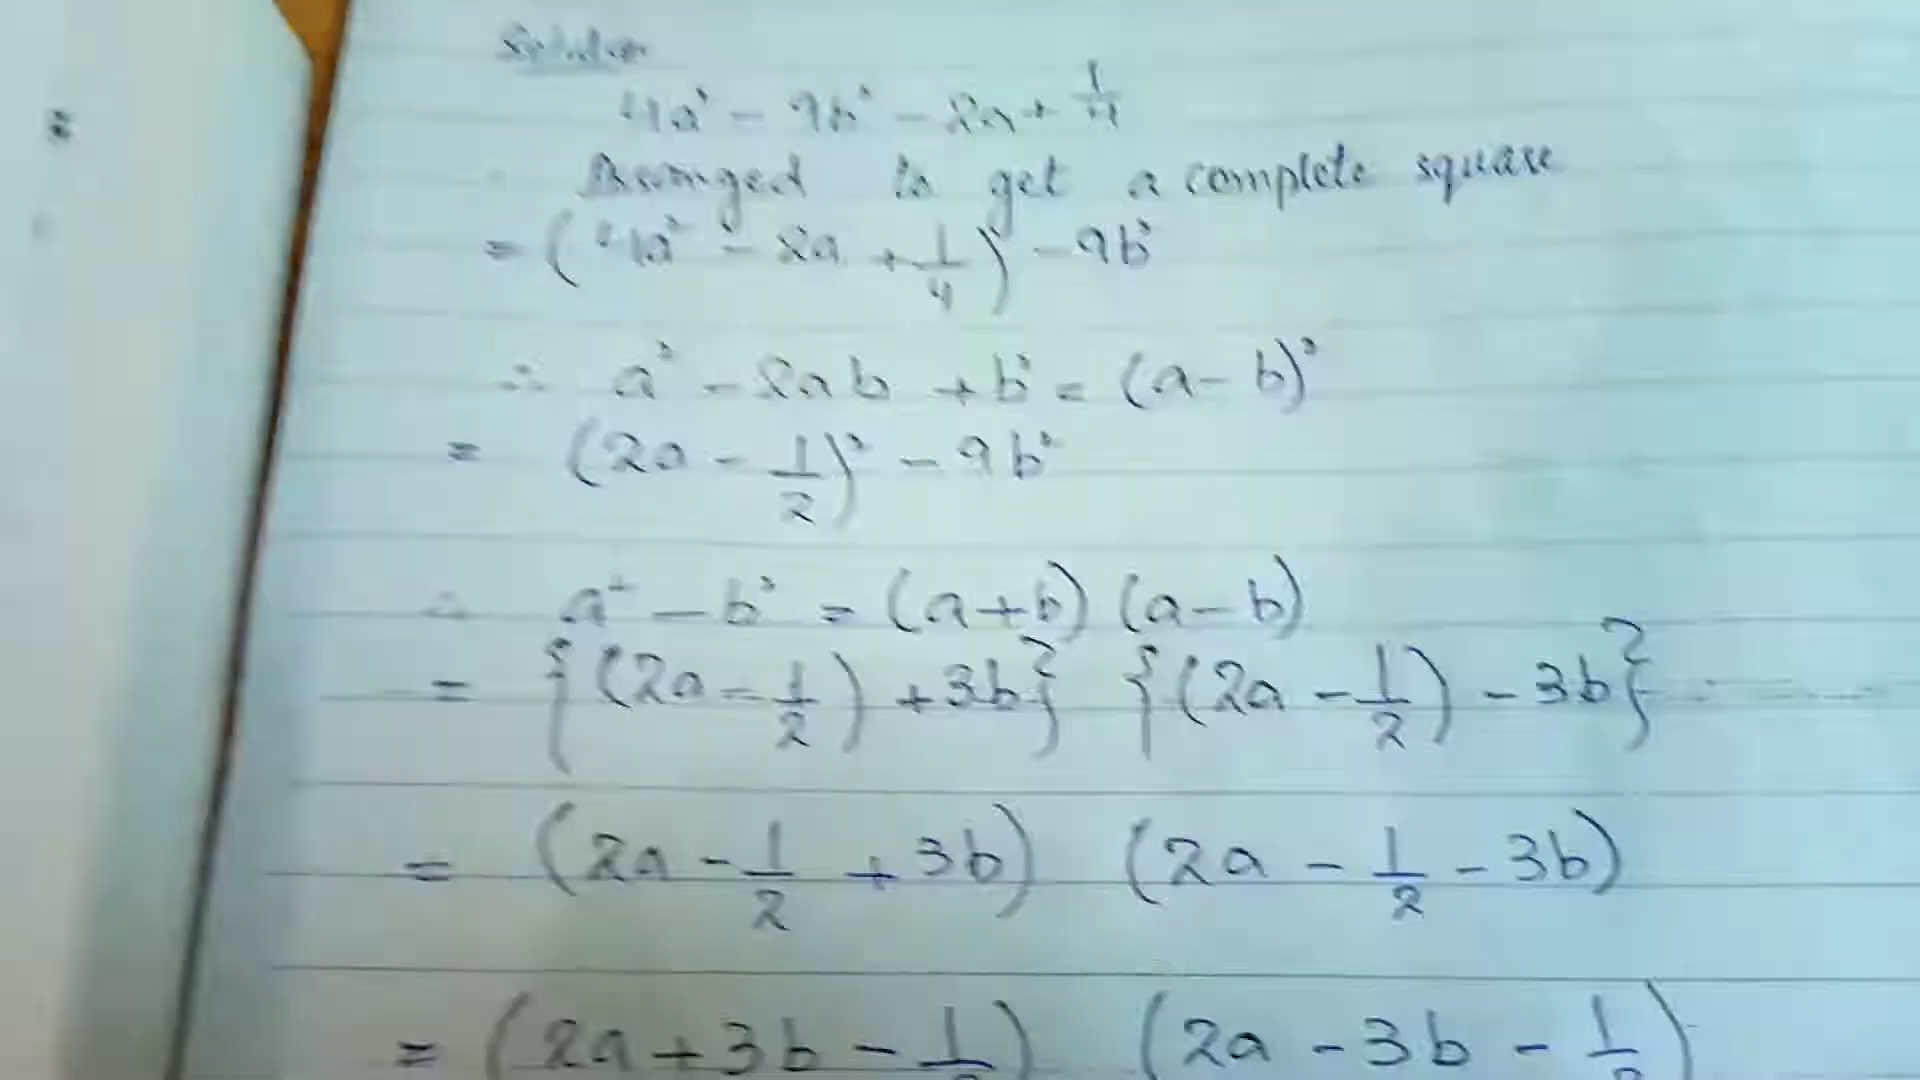 Solution
4a² - 9b² - 2a + 1/4
Arranged to get a complete square
= (4a² - 2a + 1/4) - 9b²
∴ a² - 2ab + b² = (a - b)²
= (2a - 1/2)² - 9b²
∴ a² - b² = (a+b) (a-b)
= {(2a - 1/2) + 3b} {(2a - 1/2) - 3b}
= (2a - 1/2 + 3b) (2a - 1/2 - 3b)
= (2a + 3b - 1/2) (2a - 3b - 1/2)